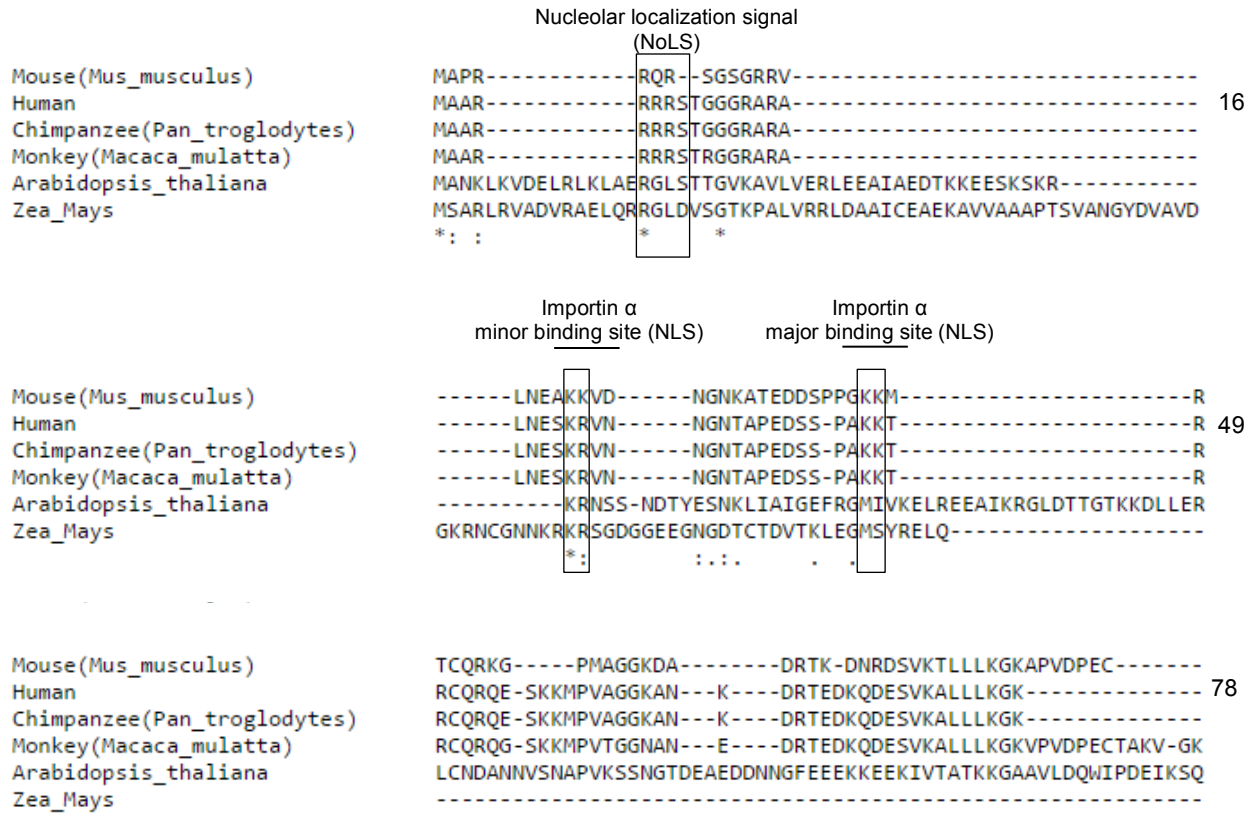 Nucleolar localization signal
(NoLS)
Mouse(Mus_musculus) MAPR------------RQR--SGSGRRV--------------------------------
Human MAAR------------RRRSTGGGRARA-------------------------------- 16
Chimpanzee(Pan_troglodytes) MAAR------------RRRSTGGGRARA--------------------------------
Monkey(Macaca_mulatta) MAAR------------RRRSTRGGRARA--------------------------------
Arabidopsis_thaliana MANKLKVDELRLKLAERGLSTTGVKAVLVERLEEAIAEDTKKEESKSKR-----------
Zea_Mays MSARLRVADVRAELQRRGLDVSGTKPALVRRLDAAICEAEKAVVAAAPTSVANGYDVAVD
*: : * *
Importin α Importin α
minor binding site (NLS) major binding site (NLS)
Mouse(Mus_musculus) ------LNEAKKVD------NGNKATEDDSPPGKKM-----------------------R
Human ------LNESKRVN------NGNTAPEDSS-PAKKT-----------------------R 49
Chimpanzee(Pan_troglodytes) ------LNESKRVN------NGNTAPEDSS-PAKKT-----------------------R
Monkey(Macaca_mulatta) ------LNESKRVN------NGNTAPEDSS-PAKKT-----------------------R
Arabidopsis_thaliana ----------KRNSS-NDTYESNKLIAIGEFRGMIVKELREEAIKRGLDTTGTKKDLLER
Zea_Mays GKRNCGNNKRKRSGDGGEEGNGDTCTDVTKLEGMSYRELQ--------------------
*: :.:. . .
Mouse(Mus_musculus) TCQRKG-----PMAGGKDA--------DRTK-DNRDSVKTLLLKGKAPVDPEC-------
Human RCQRQE-SKKMPVAGGKAN---K----DRTEDKQDESVKALLLKGK-------------- 78
Chimpanzee(Pan_troglodytes) RCQRQE-SKKMPVAGGKAN---K----DRTEDKQDESVKALLLKGK--------------
Monkey(Macaca_mulatta) RCQRQG-SKKMPVTGGNAN---E----DRTEDKQDESVKALLLKGKVPVDPECTAKV-GK
Arabidopsis_thaliana LCNDANNVSNAPVKSSNGTDEAEDDNNGFEEEKKEEKIVTATKKGAAVLDQWIPDEIKSQ
Zea_Mays ------------------------------------------------------------